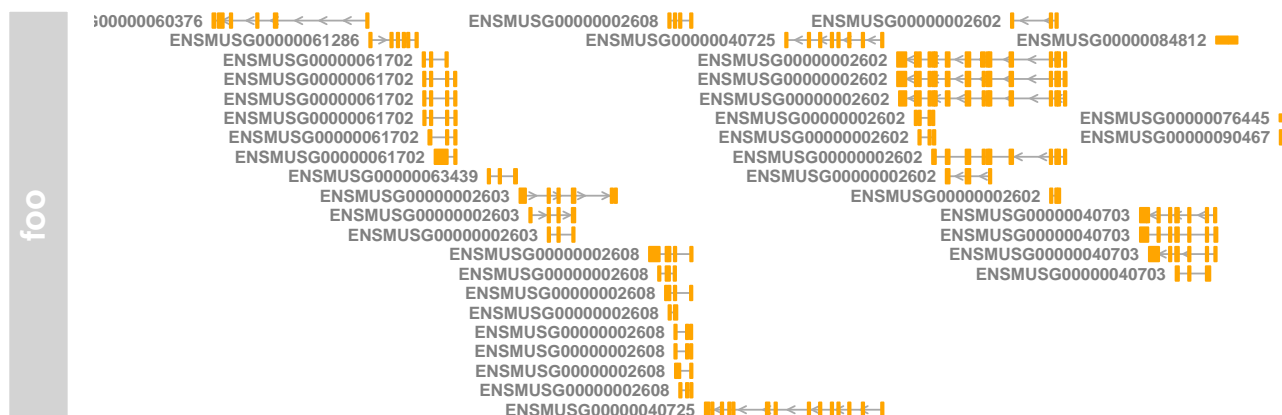 foo
ENSMUSG00000002608 ENSMUSG00000002602
ENSMUSG00000061286 ENSMUSG00000040725 ENSMUSG00000084812
ENSMUSG00000061702 ENSMUSG00000002602
ENSMUSG00000061702 ENSMUSG00000002602
ENSMUSG00000061702 ENSMUSG00000002602
ENSMUSG00000061702 ENSMUSG00000002602 ENSMUSG00000076445
ENSMUSG00000061702 ENSMUSG00000002602 ENSMUSG00000090467
ENSMUSG00000061702 ENSMUSG00000002602
ENSMUSG00000063439 ENSMUSG00000002602
ENSMUSG00000002603 ENSMUSG00000002602
ENSMUSG00000002603 ENSMUSG00000040703
ENSMUSG00000002603 ENSMUSG00000040703
ENSMUSG00000002608 ENSMUSG00000040703
ENSMUSG00000002608 ENSMUSG00000040703
ENSMUSG00000002608
ENSMUSG00000002608
ENSMUSG00000002608
ENSMUSG00000002608
ENSMUSG00000002608
ENSMUSG00000002608
ENSMUSG00000040725